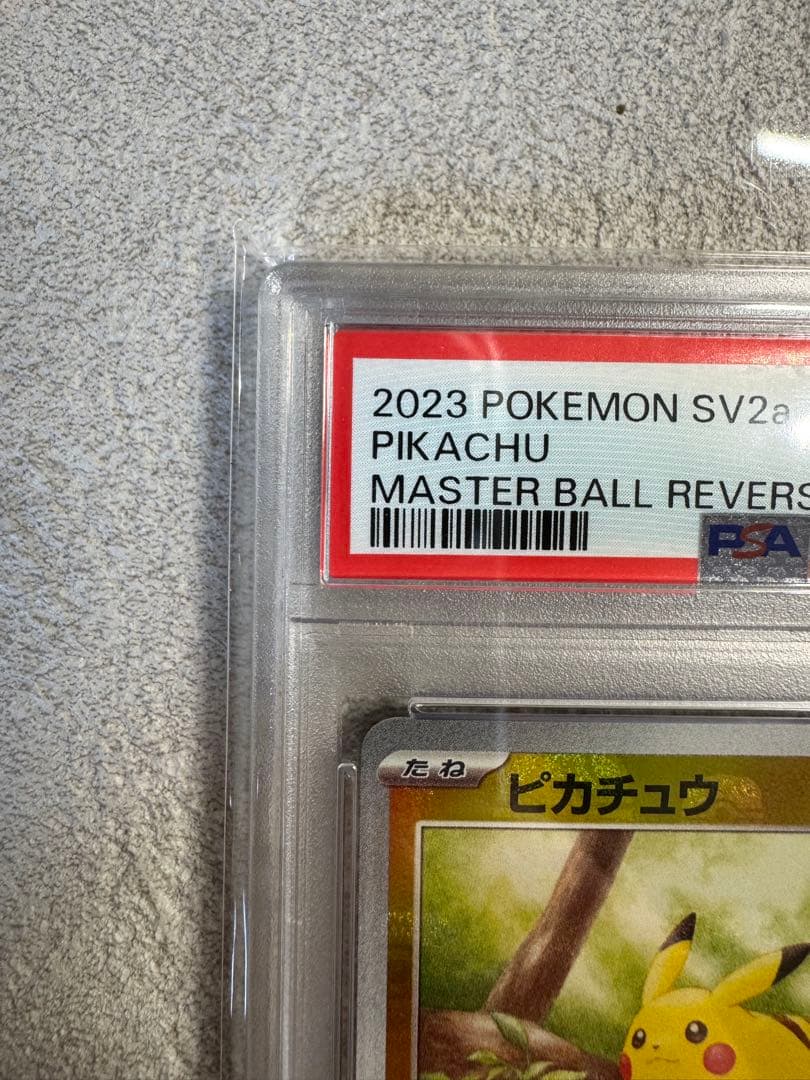 2023 POKEMON SV2a
PIKACHU
MASTER BALL REVERS
PSA
たね
ピカチュウ